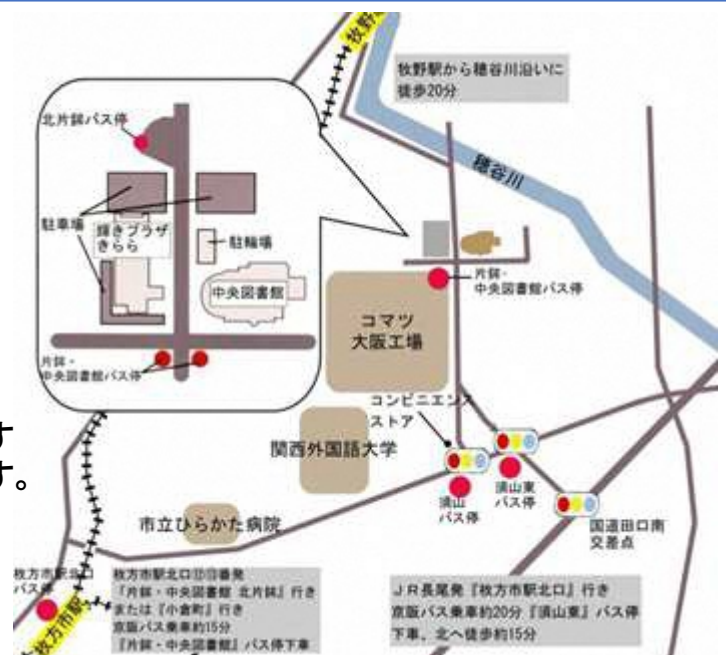 牧野
牧野駅から穂谷川沿いに
徒歩20分
穂谷川
北片鉾バス停
駐車場
輝きプラザ
きらら
駐輪場
中央図書館
片鉾・
中央図書館バス停
片鉾・
中央図書館バス停
コマツ
大阪工場
コンビニエンス
ストア
関西外国語大学
す
す。
須山
バス停
須山東
バス停
国道田口南
交差点
市立ひらかた病院
枚方市駅北口
バス停
枚方市駅
枚方市駅北口⑫⑬番発
『片鉾・中央図書館 北片鉾』行き
または『小倉町』行き
京阪バス乗車約15分
『片鉾・中央図書館』バス停下車
JR長尾発『枚方市駅北口』行き
京阪バス乗車約20分『須山東』バス停
下車、北へ徒歩約15分